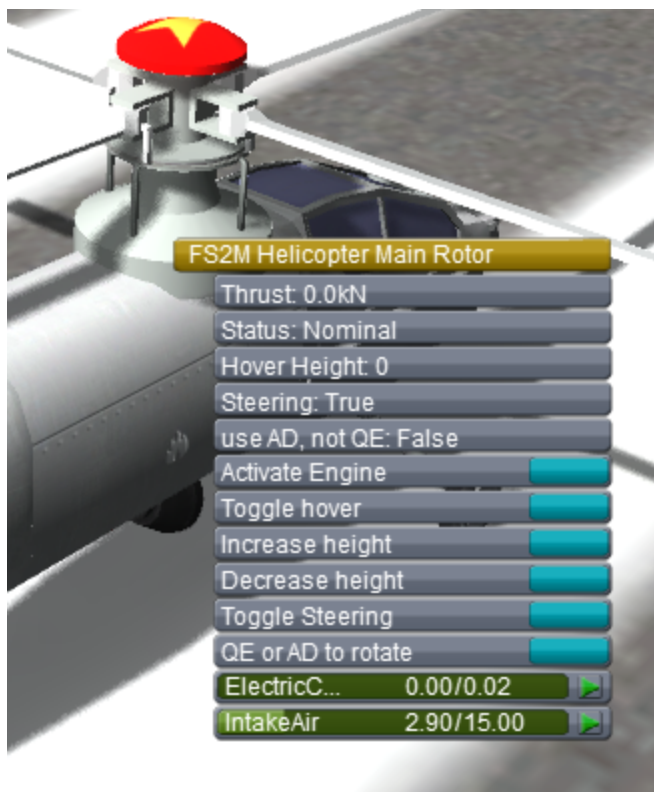 FS2M Helicopter Main Rotor
Thrust: 0.0kN
Status: Nominal
Hover Height: 0
Steering: True
use AD, not QE: False
Activate Engine
Toggle hover
Increase height
Decrease height
Toggle Steering
QE or AD to rotate
ElectricC... 0.00/0.02
IntakeAir 2.90/15.00